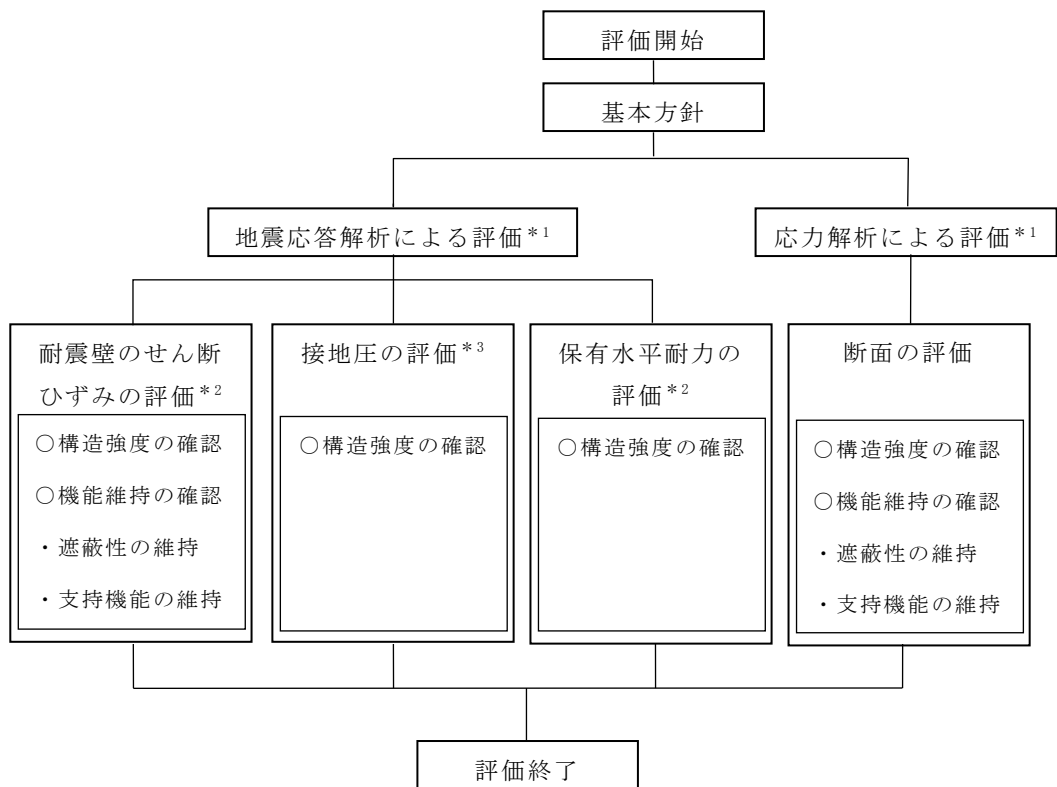 評価開始
基本方針
地震応答解析による評価*1
応力解析による評価*1
耐震壁のせん断
ひずみの評価*2
○構造強度の確認
○機能維持の確認
・遮蔽性の維持
・支持機能の維持
接地圧の評価*3
○構造強度の確認
保有水平耐力の
評価*2
○構造強度の確認
断面の評価
○構造強度の確認
○機能維持の確認
・遮蔽性の維持
・支持機能の維持
評価終了